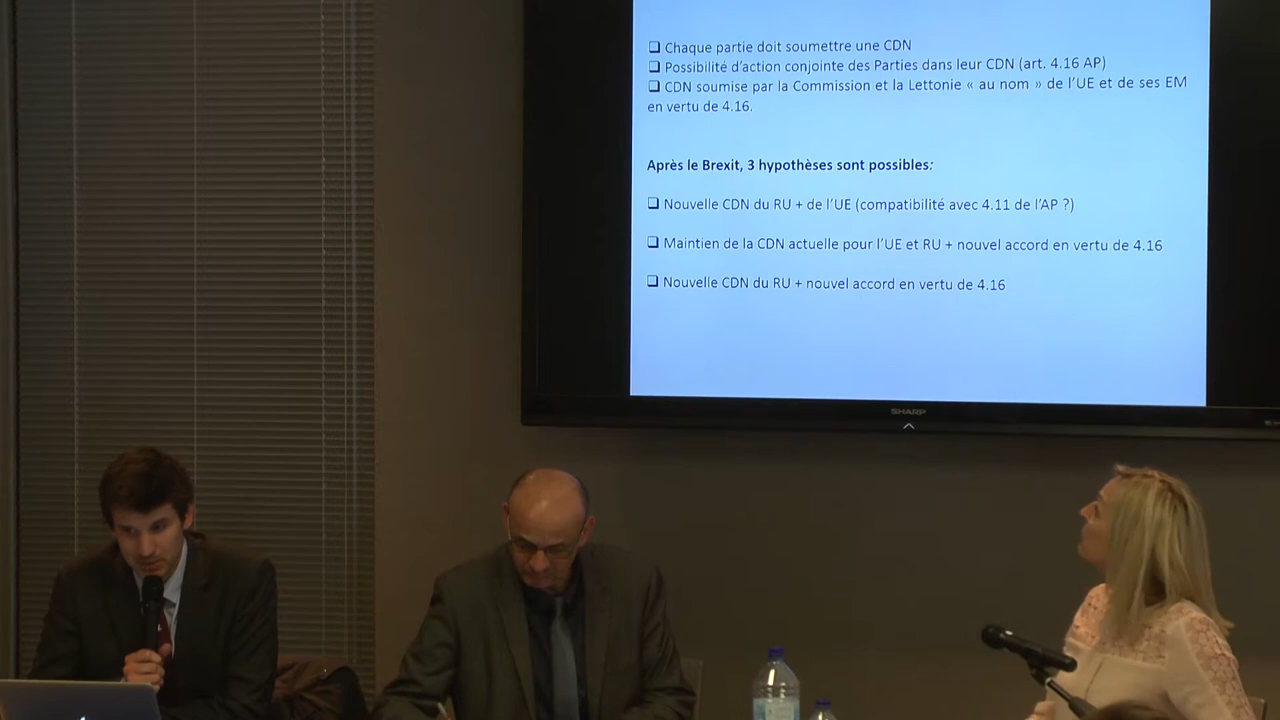 ❑ Chaque partie doit soumettre une CDN
❑ Possibilité d'action conjointe des Parties dans leur CDN (art. 4.16 AP)
❑ CDN soumise par la Commission et la Lettonie « au nom » de l'UE et de ses EM
en vertu de 4.16.
Après le Brexit, 3 hypothèses sont possibles:
❑ Nouvelle CDN du RU + de l'UE (compatibilité avec 4.11 de l'AP ?)
❑ Maintien de la CDN actuelle pour l'UE et RU + nouvel accord en vertu de 4.16
❑ Nouvelle CDN du RU + nouvel accord en vertu de 4.16
SHARP